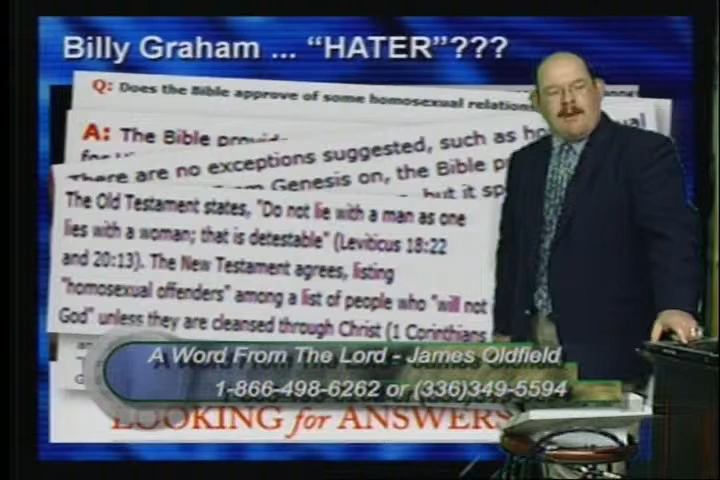 Billy Graham ... “HATER”???
Q: Does the Bible approve of some homosexual relation
A: The Bible
There are no exceptions suggested, such as
Genesis on, the Bible
but it
The Old Testament states, "Do not lie with a man as one
lies with a woman; that is detestable" (Leviticus 18:22
and 20:13). The New Testament agrees, listing
"homosexual offenders" among a list of people who "will not
God" unless they are cleansed through Christ (1 Corinthians
A Word From The Lord - James Oldfield
1-866-498-6262 or (336)349-5594
LOOKING for ANSWERS